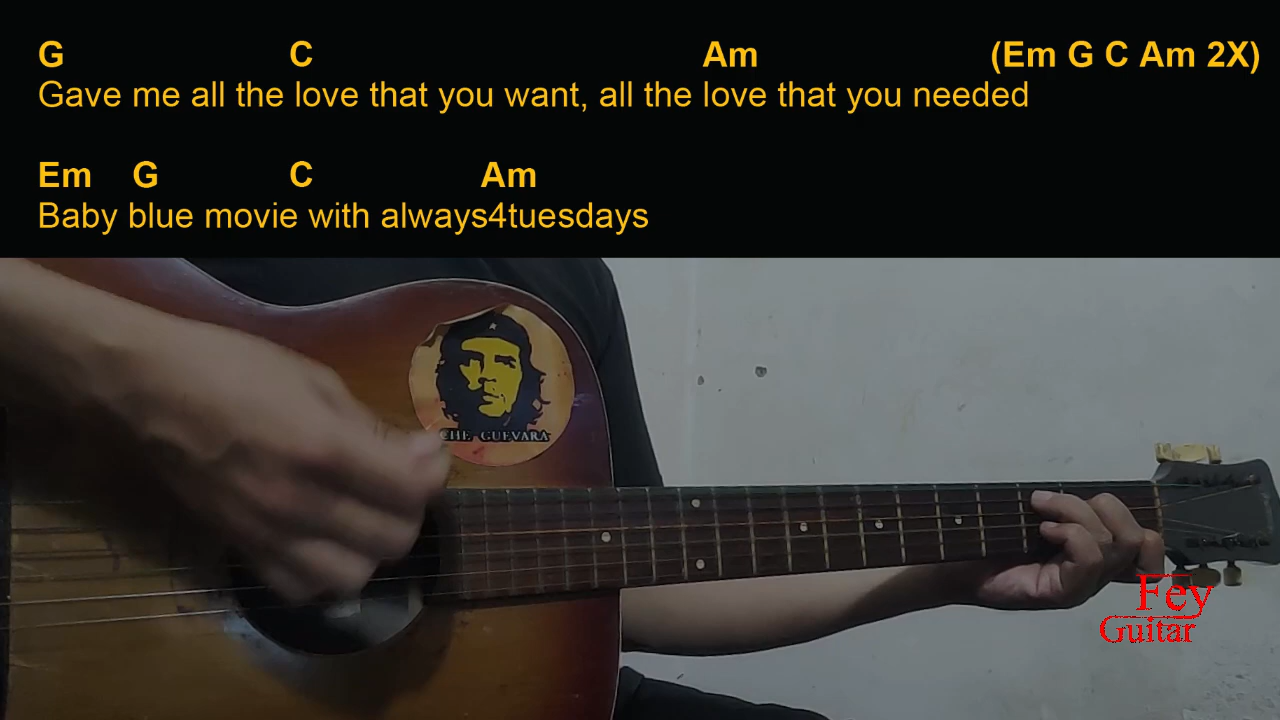 G C Am (Em G C Am 2X)
Gave me all the love that you want, all the love that you needed
Em G C Am
Baby blue movie with always4tuesdays
CHE GUEVARA
Fey
Guitar